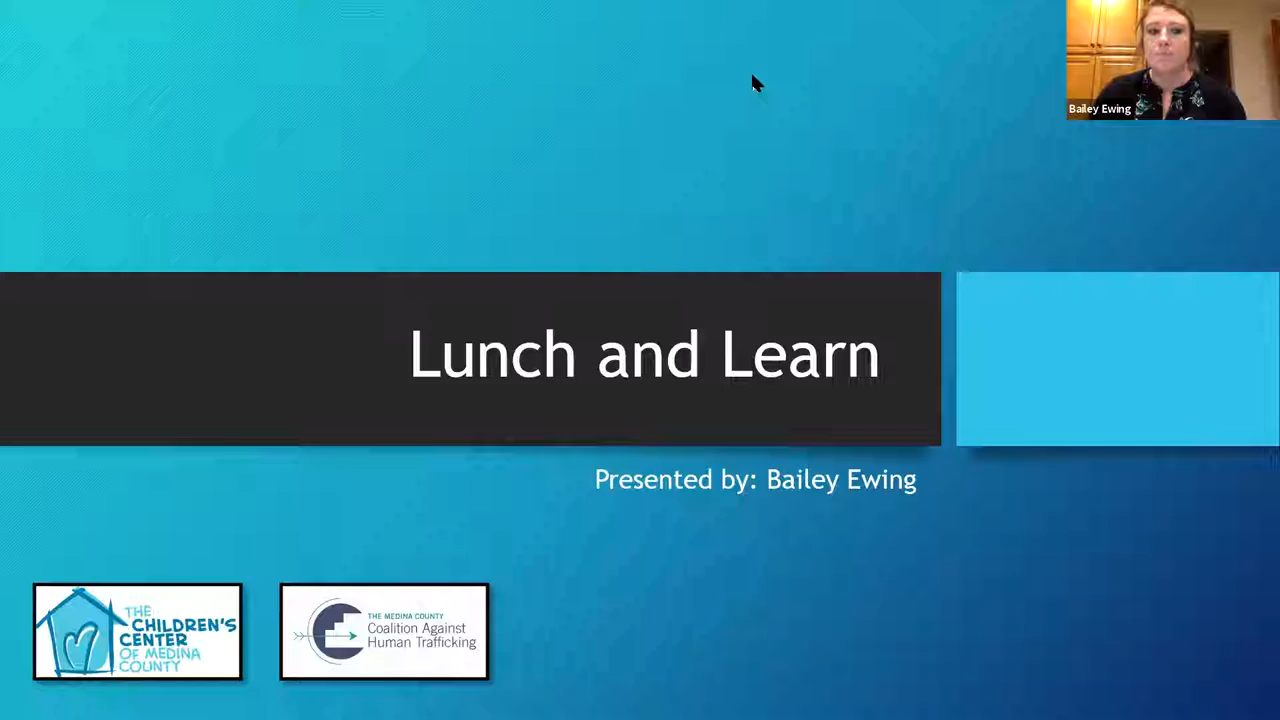 Bailey Ewing
Lunch and Learn
Presented by: Bailey Ewing
THE
CHILDREN'S
CENTER
OF MEDINA
COUNTY
THE MEDINA COUNTY
Coalition Against
Human Trafficking